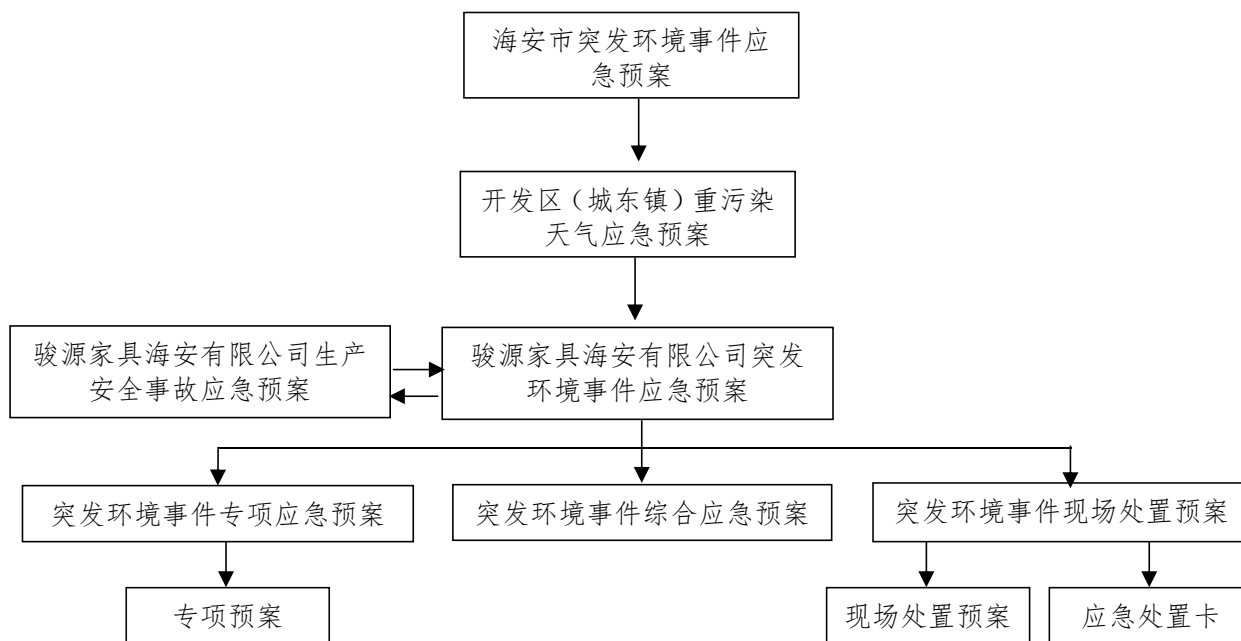 海安市突发环境事件应
急预案
开发区（城东镇）重污染
天气应急预案
骏源家具海安有限公司生产
安全事故应急预案
骏源家具海安有限公司突发
环境事件应急预案
突发环境事件专项应急预案
突发环境事件综合应急预案
突发环境事件现场处置预案
专项预案
现场处置预案
应急处置卡